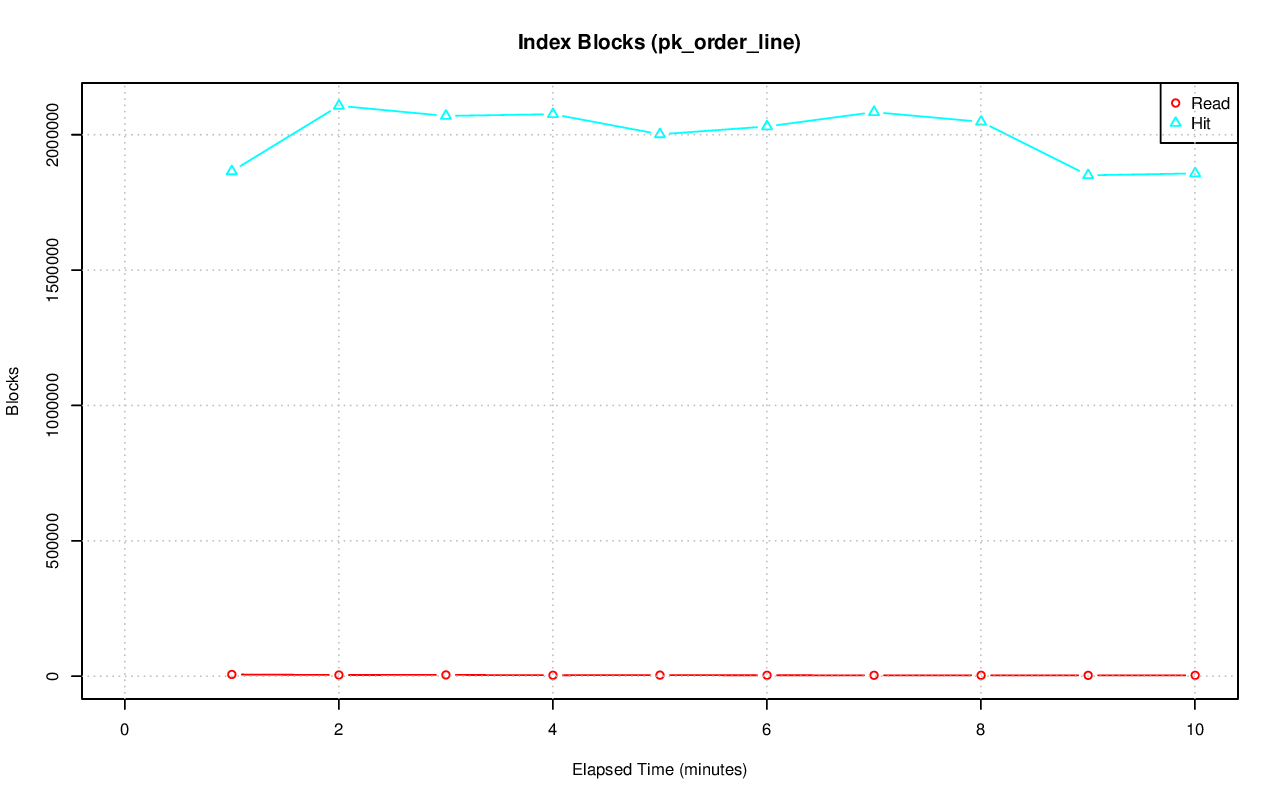 Index Blocks (pk_order_line)
Read
Hit
2000000
1500000
1000000
500000
0
Blocks
0 2 4 6 8 10
Elapsed Time (minutes)